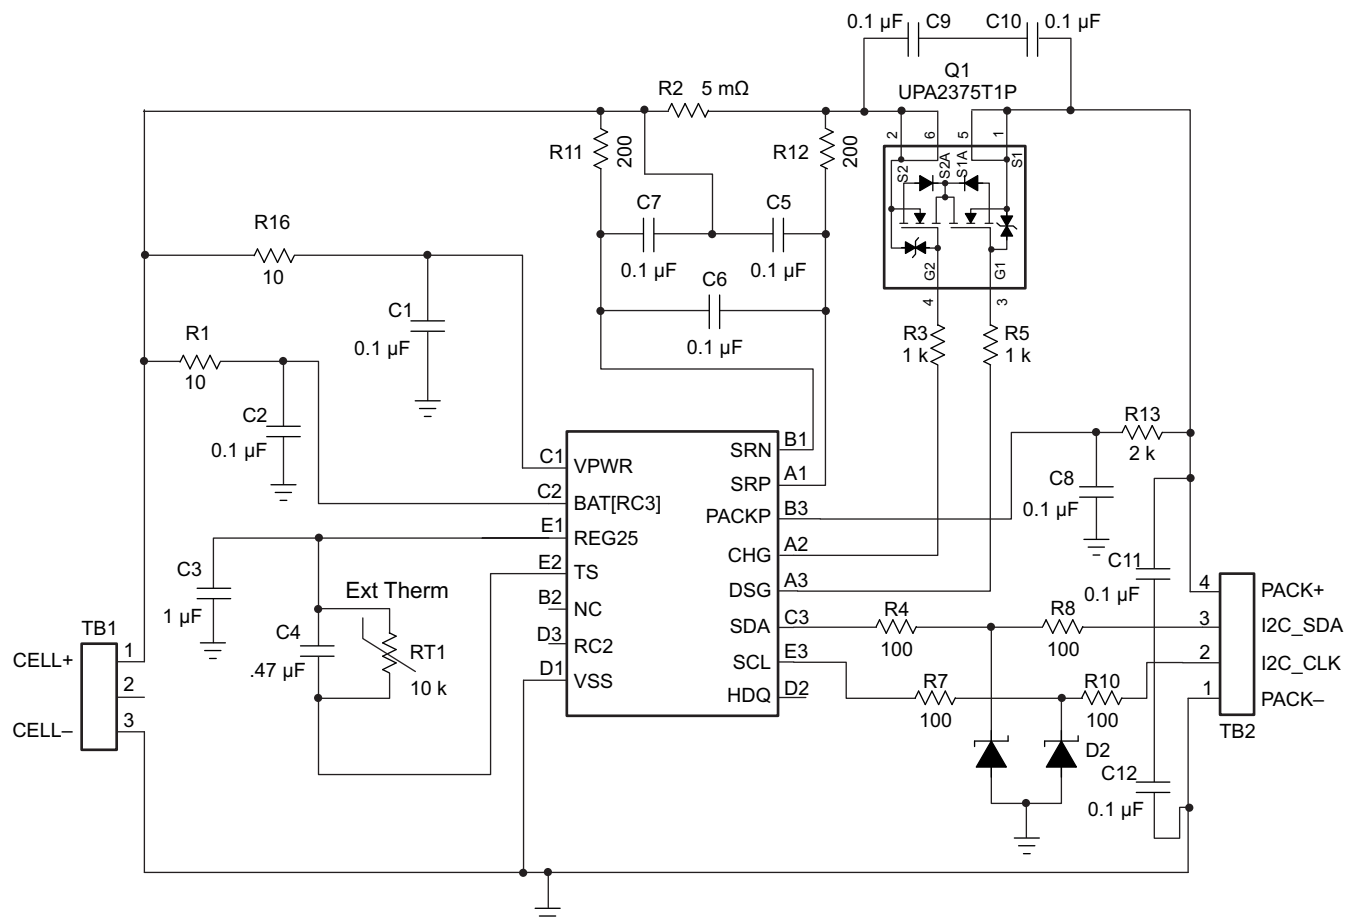 0.1 µF C9 C10 0.1 µF
Q1
UPA2375T1P
R2 5 mΩ
R11 200
R12 200
2 6 5 1
S2 S2A S1A S1
G2 G1
4 3
C7
0.1 µF
C5
0.1 µF
C6
0.1 µF
R16
10
C1
0.1 µF
R1
10
C2
0.1 µF
R3
1 k
R5
1 k
R13
2 k
C8
0.1 µF
C1 VPWR
C2 BAT[RC3]
E1 REG25
E2 TS
B2 NC
D3 RC2
D1 VSS
SRN B1
SRP A1
PACKP B3
CHG A2
DSG A3
SDA C3
SCL E3
HDQ D2
C3
1 µF
Ext Therm
C4
.47 µF
RT1
10 k
TB1
CELL+ 1
2
CELL– 3
R4
100
R8
100
R7
100
R10
100
D2
C11
0.1 µF
C12
0.1 µF
4 PACK+
3 I2C_SDA
2 I2C_CLK
1 PACK–
TB2